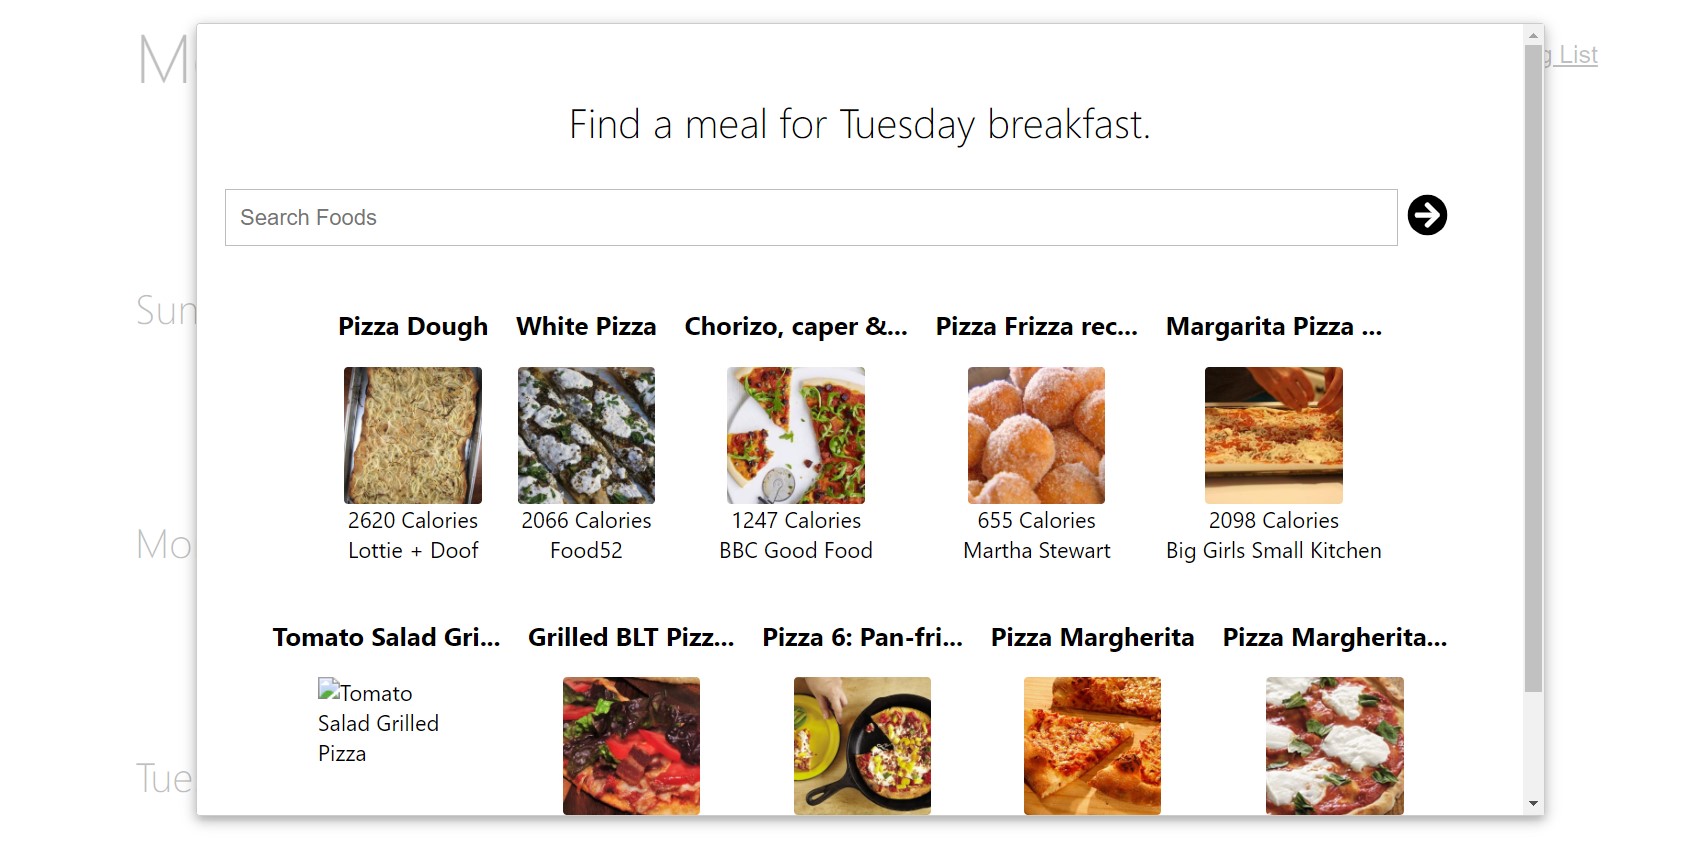 Find a meal for Tuesday breakfast.
Search Foods
Pizza Dough White Pizza Chorizo, caper &... Pizza Frizza rec... Margarita Pizza ...
2620 Calories 2066 Calories 1247 Calories 655 Calories 2098 Calories
Lottie + Doof Food52 BBC Good Food Martha Stewart Big Girls Small Kitchen
Tomato Salad Gri... Grilled BLT Pizz... Pizza 6: Pan-fri... Pizza Margherita Pizza Margherita...
Tomato
Salad Grilled
Pizza
g List
Sun
Mo
Tue